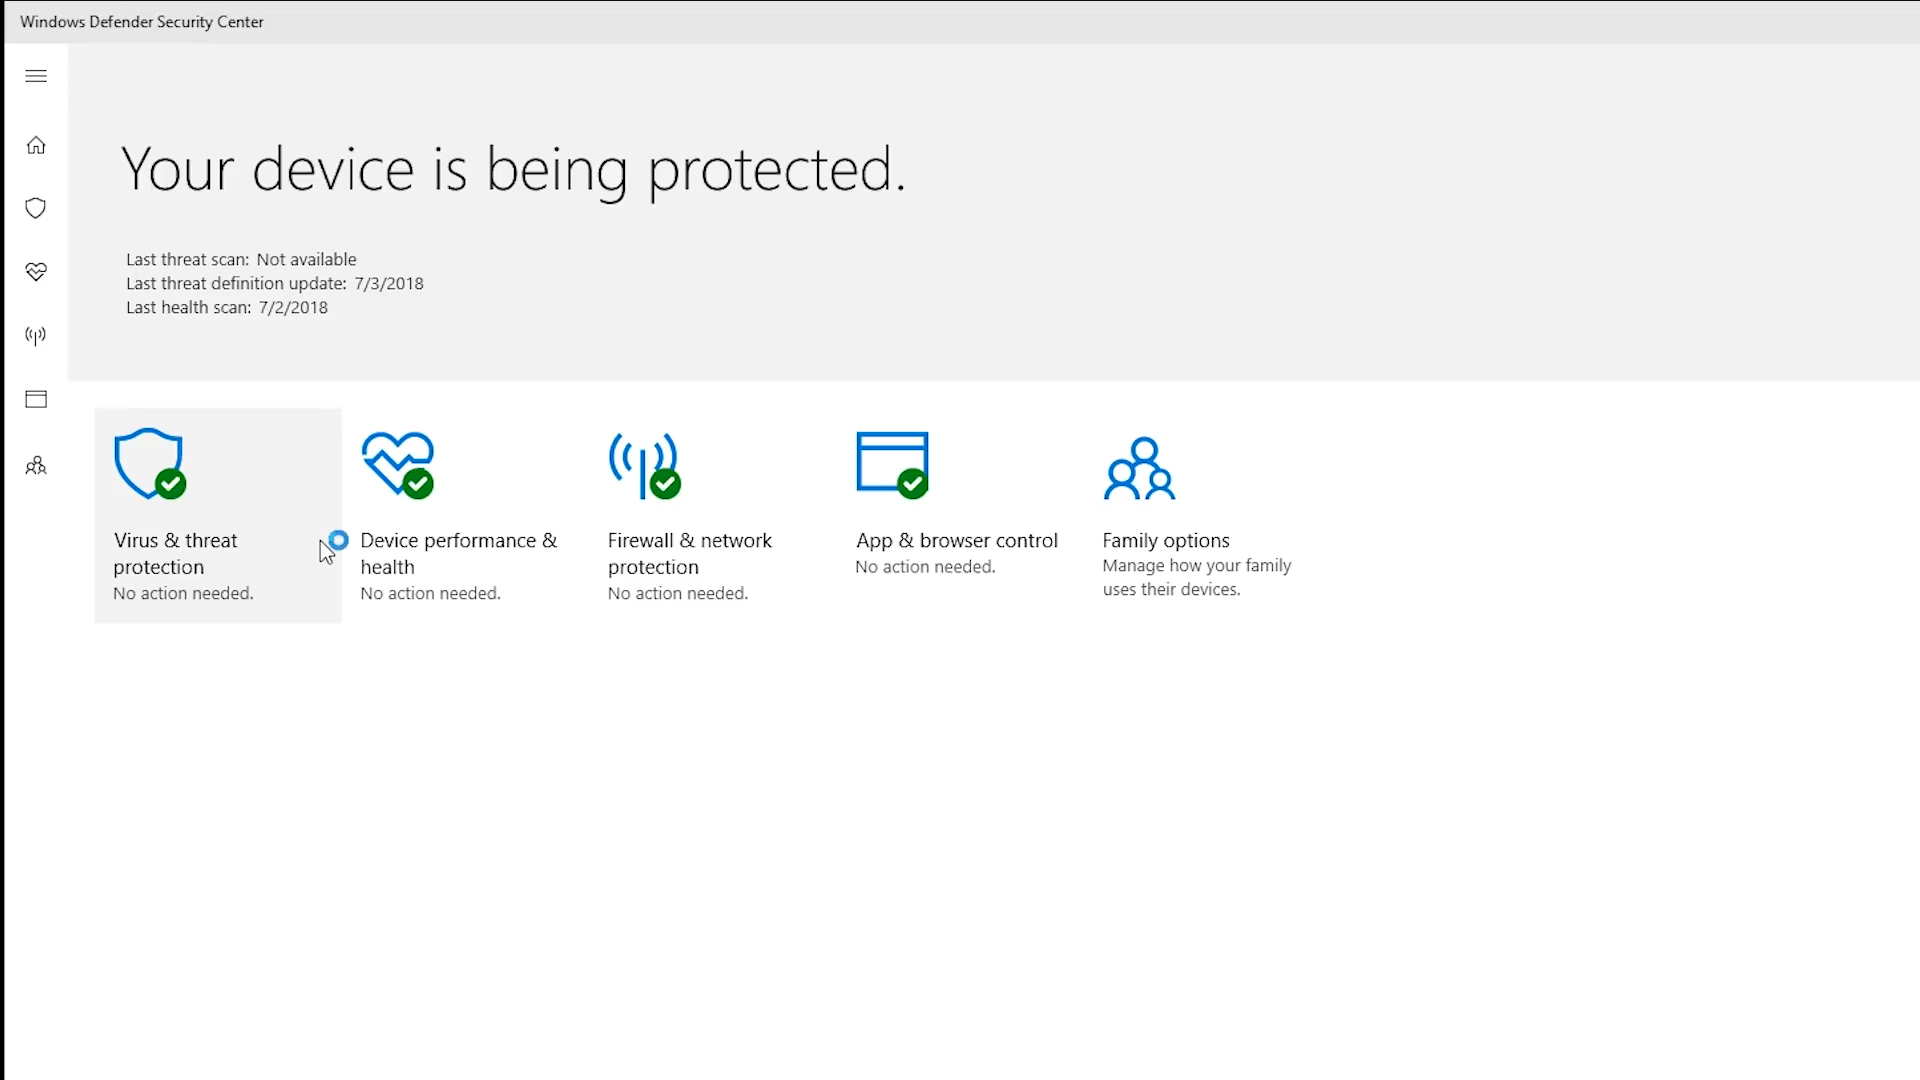 Windows Defender Security Center
Your device is being protected.
Last threat scan: Not available
Last threat definition update: 7/3/2018
Last health scan: 7/2/2018
Virus & threat
protection
No action needed.
Device performance &
health
No action needed.
Firewall & network
protection
No action needed.
App & browser control
No action needed.
Family options
Manage how your family
uses their devices.